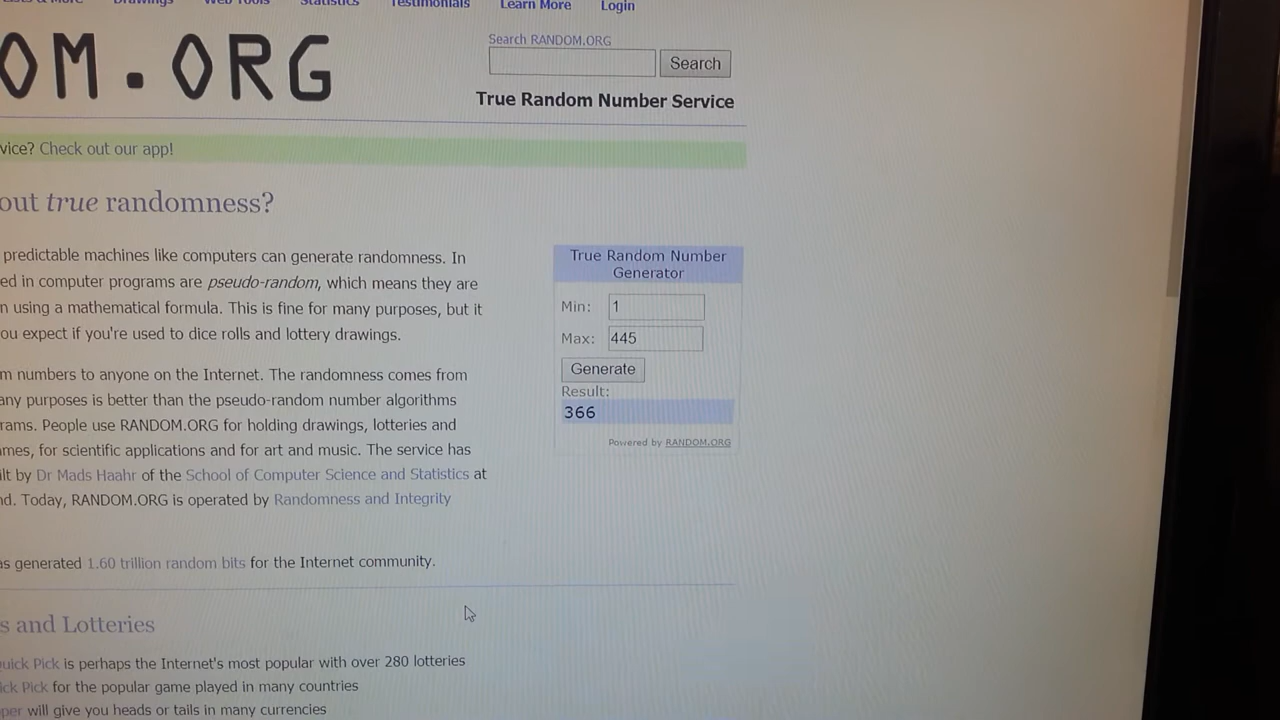 Drawings Web Tools Statistics Testimonials Learn More Login
OM.ORG
Search RANDOM.ORG
Search
True Random Number Service
vice? Check out our app!
out true randomness?
predictable machines like computers can generate randomness. In
ed in computer programs are pseudo-random, which means they are
n using a mathematical formula. This is fine for many purposes, but it
ou expect if you're used to dice rolls and lottery drawings.
m numbers to anyone on the Internet. The randomness comes from
any purposes is better than the pseudo-random number algorithms
rams. People use RANDOM.ORG for holding drawings, lotteries and
mes, for scientific applications and for art and music. The service has
ilt by Dr Mads Haahr of the School of Computer Science and Statistics at
nd. Today, RANDOM.ORG is operated by Randomness and Integrity
as generated 1.60 trillion random bits for the Internet community.
True Random Number
Generator
Min: 1
Max: 445
Generate
Result:
366
Powered by RANDOM.ORG
s and Lotteries
uick Pick is perhaps the Internet's most popular with over 280 lotteries
ick Pick for the popular game played in many countries
per will give you heads or tails in many currencies